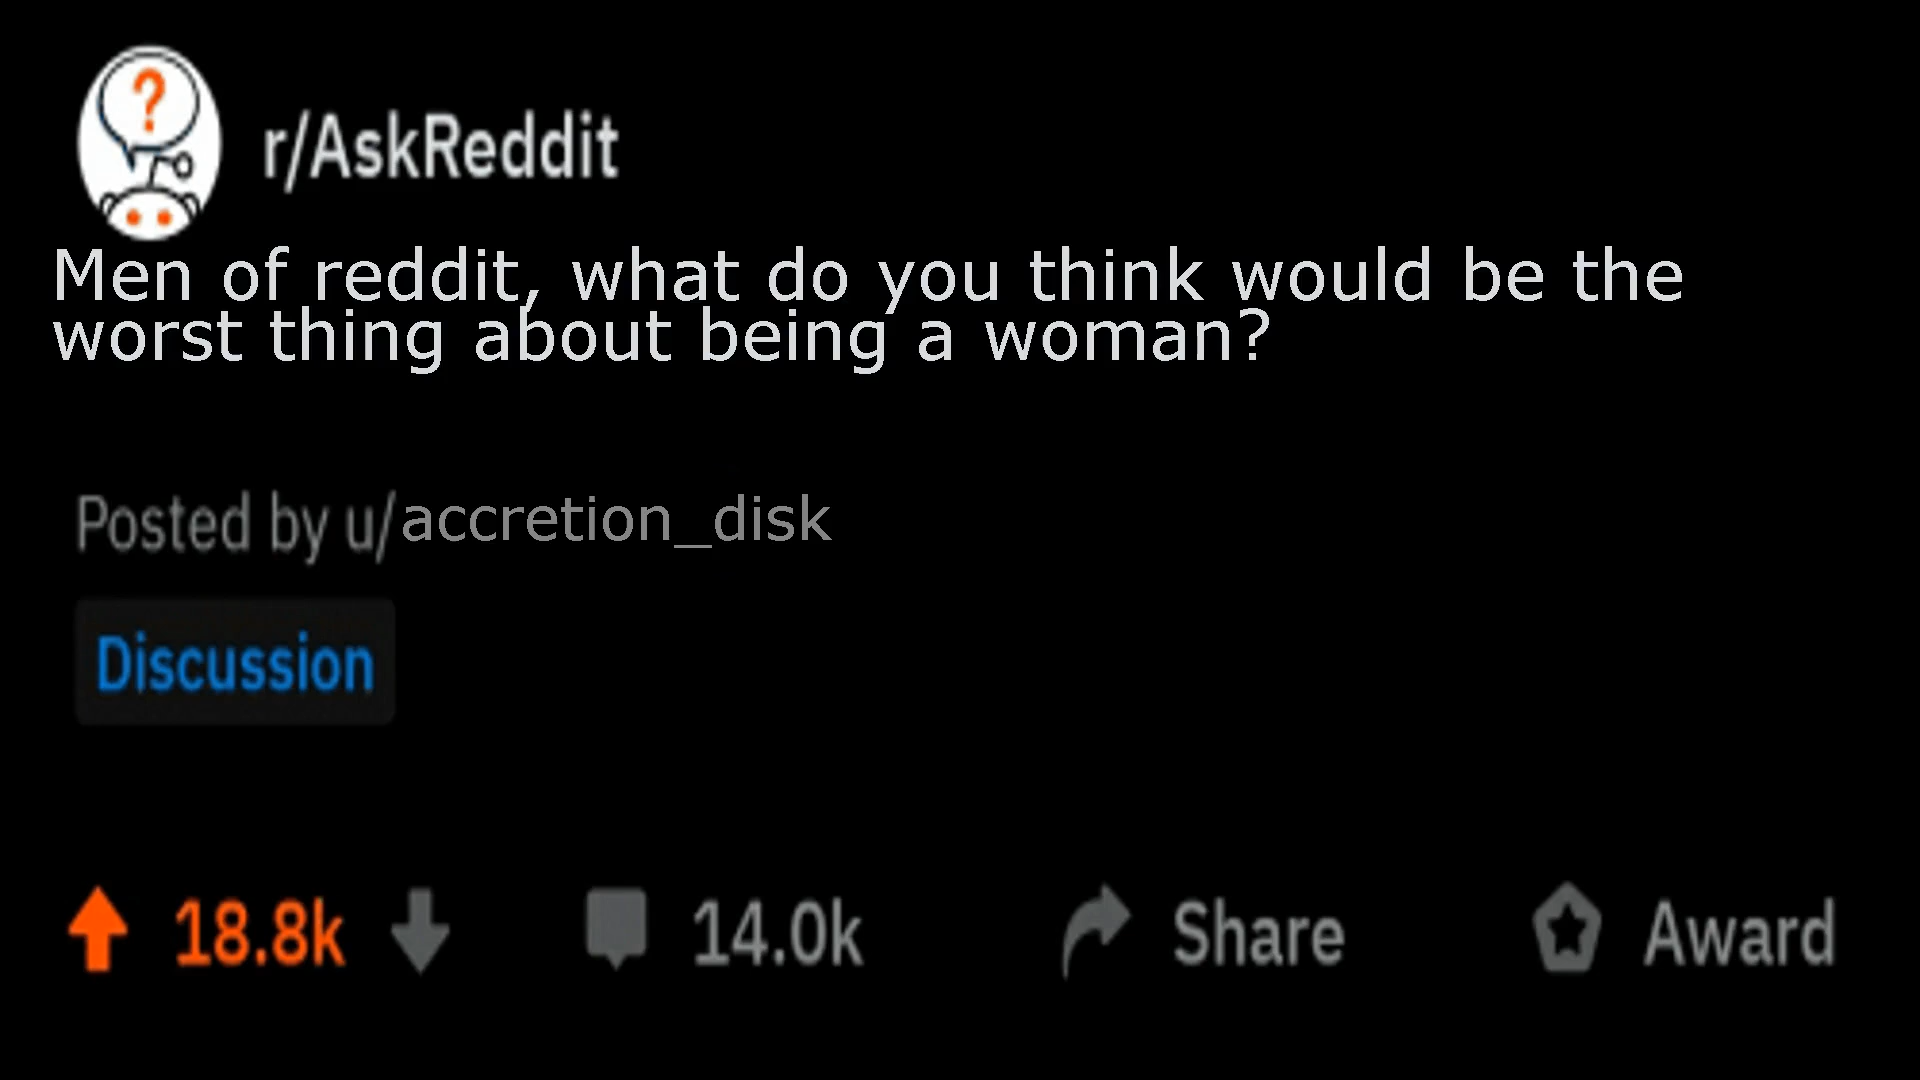 ?
r/AskReddit
Men of reddit, what do you think would be the
worst thing about being a woman?
Posted by u/accretion_disk
Discussion
18.8k 14.0k Share Award